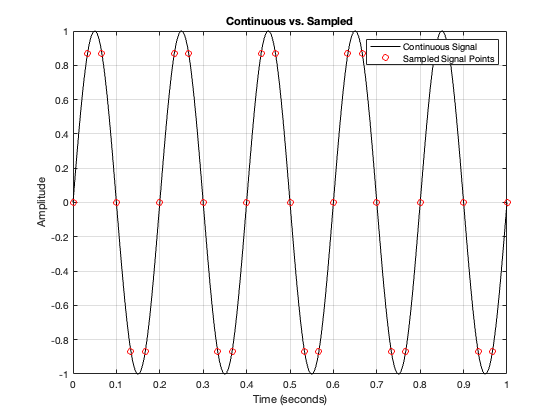 Continuous vs. Sampled
Continuous Signal
Sampled Signal Points
1
0.8
0.6
0.4
0.2
0
-0.2
-0.4
-0.6
-0.8
-1
Amplitude
0 0.1 0.2 0.3 0.4 0.5 0.6 0.7 0.8 0.9 1
Time (seconds)